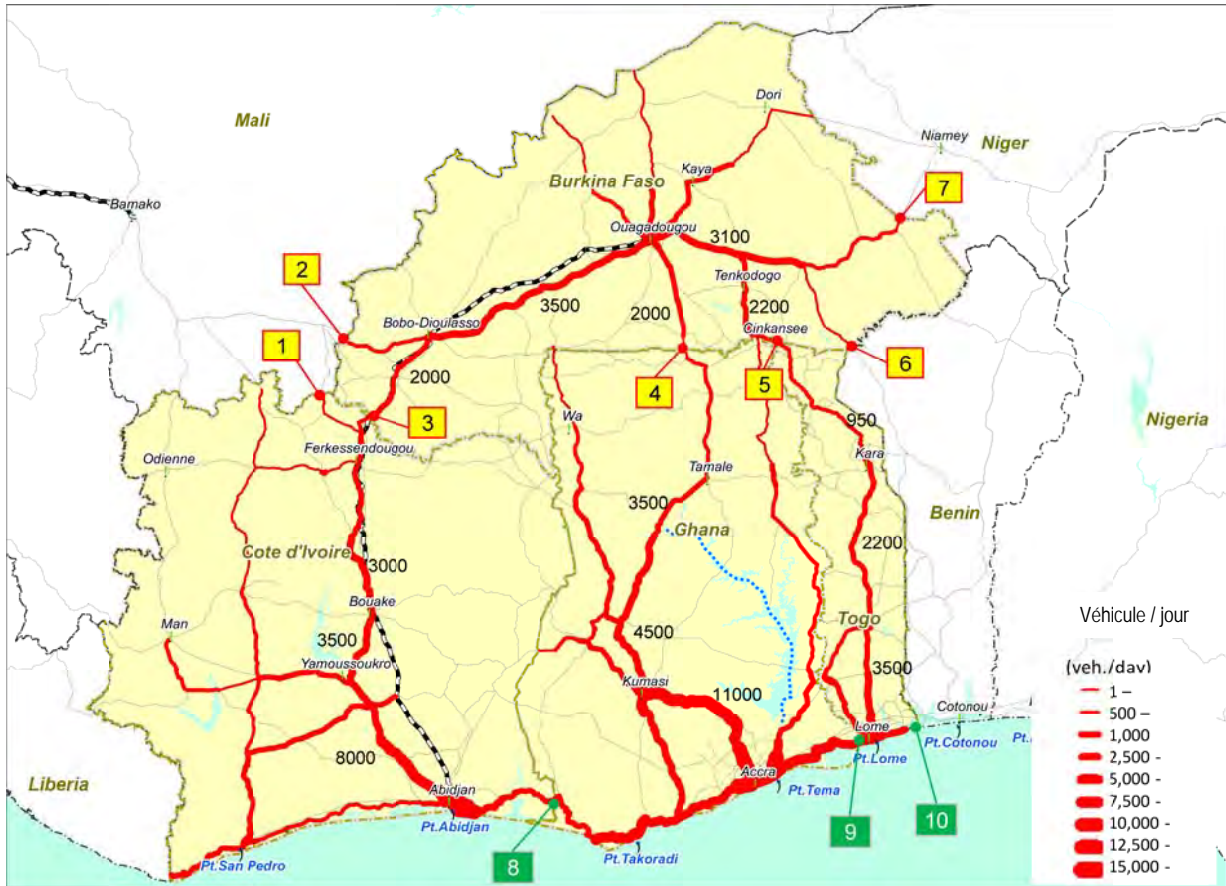 Dori
Mali
Niamey
Niger
Kaya
Burkina Faso
Bamako
7
Ouagadougou
3100
2
Tenkodogo
3500
2000
2200
Bobo-Dioulasso
Cinkansee
1
6
2000
4
5
3
Wa
950
Ferkessendougou
Nigeria
Odienne
Kara
Tamale
3500
Ghana
Benin
Cote d'Ivoire
2200
3000
Bouake
Véhicule / jour
Man
Togo
3500
4500
(veh./dav)
Yamoussoukro
3500
Kumasi
1 –
11000
500 –
Cotonou
1,000
Lome
Pt.Cotonou
Pt.
2,500 -
8000
Pt.Lome
5,000 -
Liberia
Accra
7,500 -
Abidjan
Pt.Tema
10,000 -
Pt.Abidjan
9
10
12,500 -
8
Pt.San Pedro
Pt.Takoradi
15,000 -